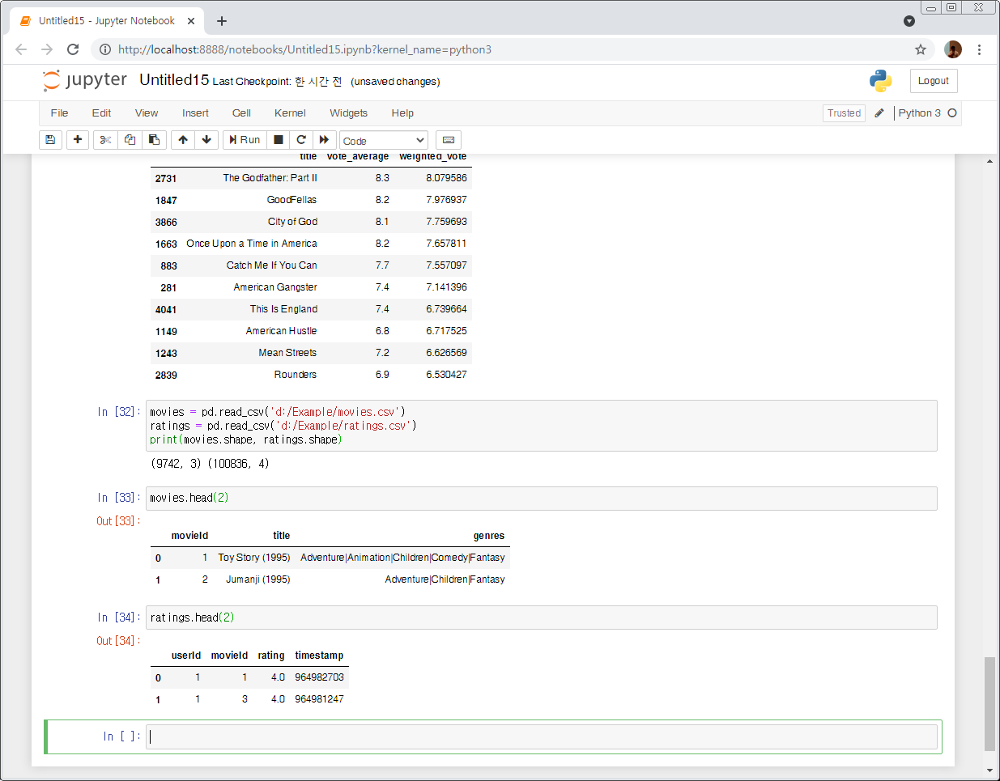 Untitled15 - Jupyter Notebook
http://localhost:8888/notebooks/Untitled15.ipynb?kernel_name=python3
jupyter Untitled15 Last Checkpoint: 한 시간 전 (unsaved changes) Logout
File Edit View Insert Cell Kernel Widgets Help Trusted Python 3
Run Code
title vote_average weighted_vote
2731 The Godfather: Part II 8.3 8.079586
1847 GoodFellas 8.2 7.976937
3866 City of God 8.1 7.759693
1663 Once Upon a Time in America 8.2 7.657811
883 Catch Me If You Can 7.7 7.557097
281 American Gangster 7.4 7.141396
4041 This Is England 7.4 6.739664
1149 American Hustle 6.8 6.717525
1243 Mean Streets 7.2 6.626569
2839 Rounders 6.9 6.530427
In [32]: movies = pd.read_csv('d:/Example/movies.csv')
ratings = pd.read_csv('d:/Example/ratings.csv')
print(movies.shape, ratings.shape)
(9742, 3) (100836, 4)
In [33]: movies.head(2)
Out[33]:
movieId title genres
0 1 Toy Story (1995) Adventure|Animation|Children|Comedy|Fantasy
1 2 Jumanji (1995) Adventure|Children|Fantasy
In [34]: ratings.head(2)
Out[34]:
userId movieId rating timestamp
0 1 1 4.0 964982703
1 1 3 4.0 964981247
In [ ]: